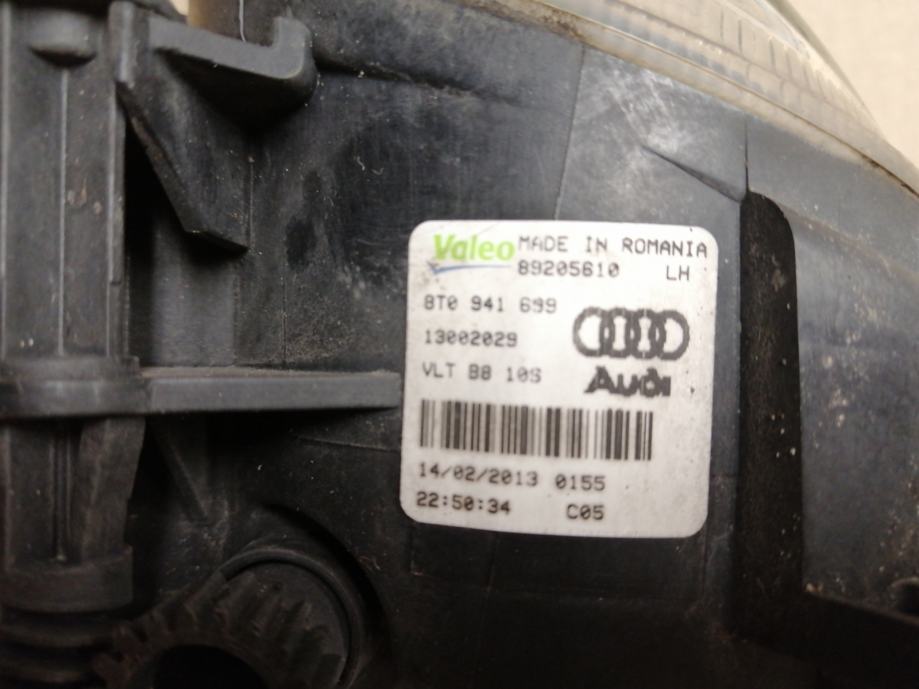 Valeo MADE IN ROMANIA
89205610 LH
8T0 941 699
13002029
VLT B8 10S
Audi
14/02/2013 0155
22:50:34 C05